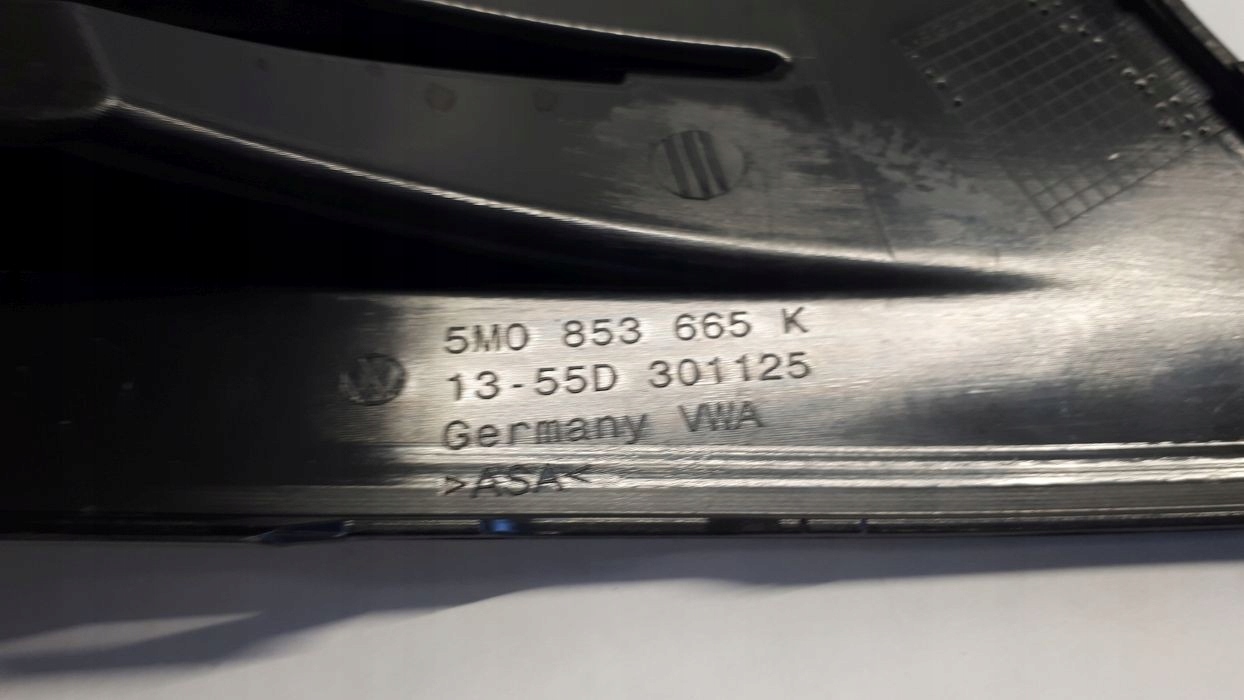 5M0 853 665 K
13-55D 301125
Germany VWA
>ASA<